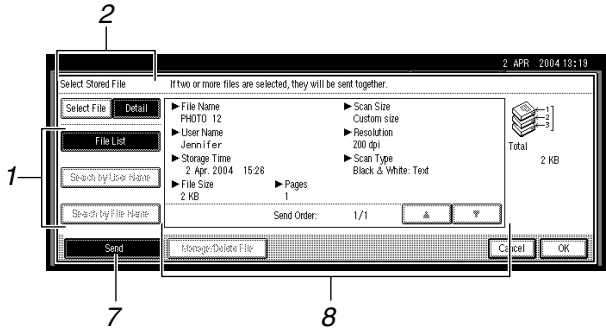 2
2 APR 2004 13:19
Select Stored File
If two or more files are selected, they will be sent together.
Select File
Detail
File List
Search by User Name
Search by File Name
▶ File Name
PHOTO 12
▶ User Name
Jennifer
▶ Storage Time
2 Apr. 2004 15:26
▶ File Size
2 KB
▶ Pages
1
▶ Scan Size
Custom size
▶ Resolution
200 dpi
▶ Scan Type
Black & White: Text
Send Order: 1/1
▲
▼
1
2
3
Total
2 KB
Send
Manage/Delete File
Cancel
OK
1
7
8